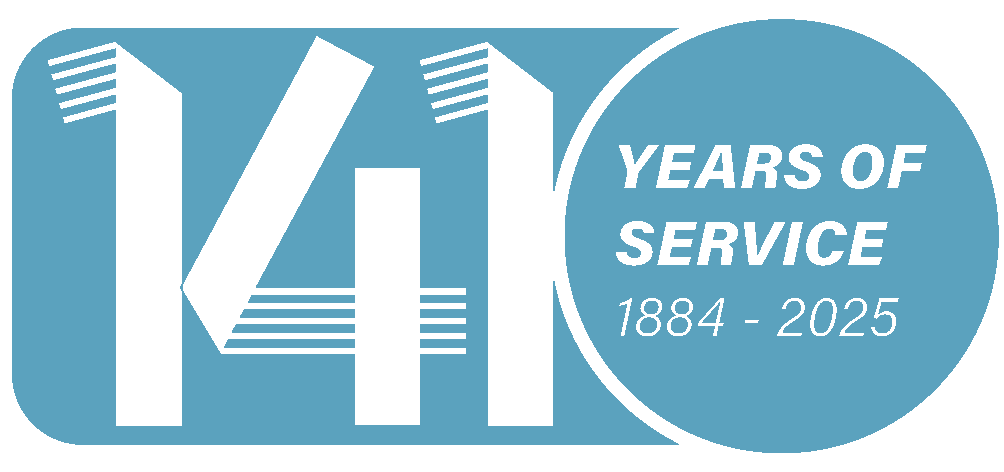 141
YEARS OF
SERVICE
1884 - 2025